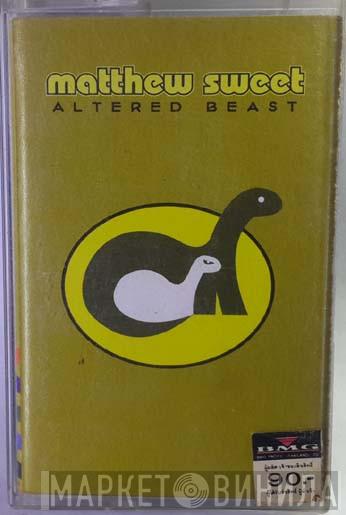 matthew sweet
ALTERED BEAST
BMG
90.-
МАРКЕТ ВИНИЛА